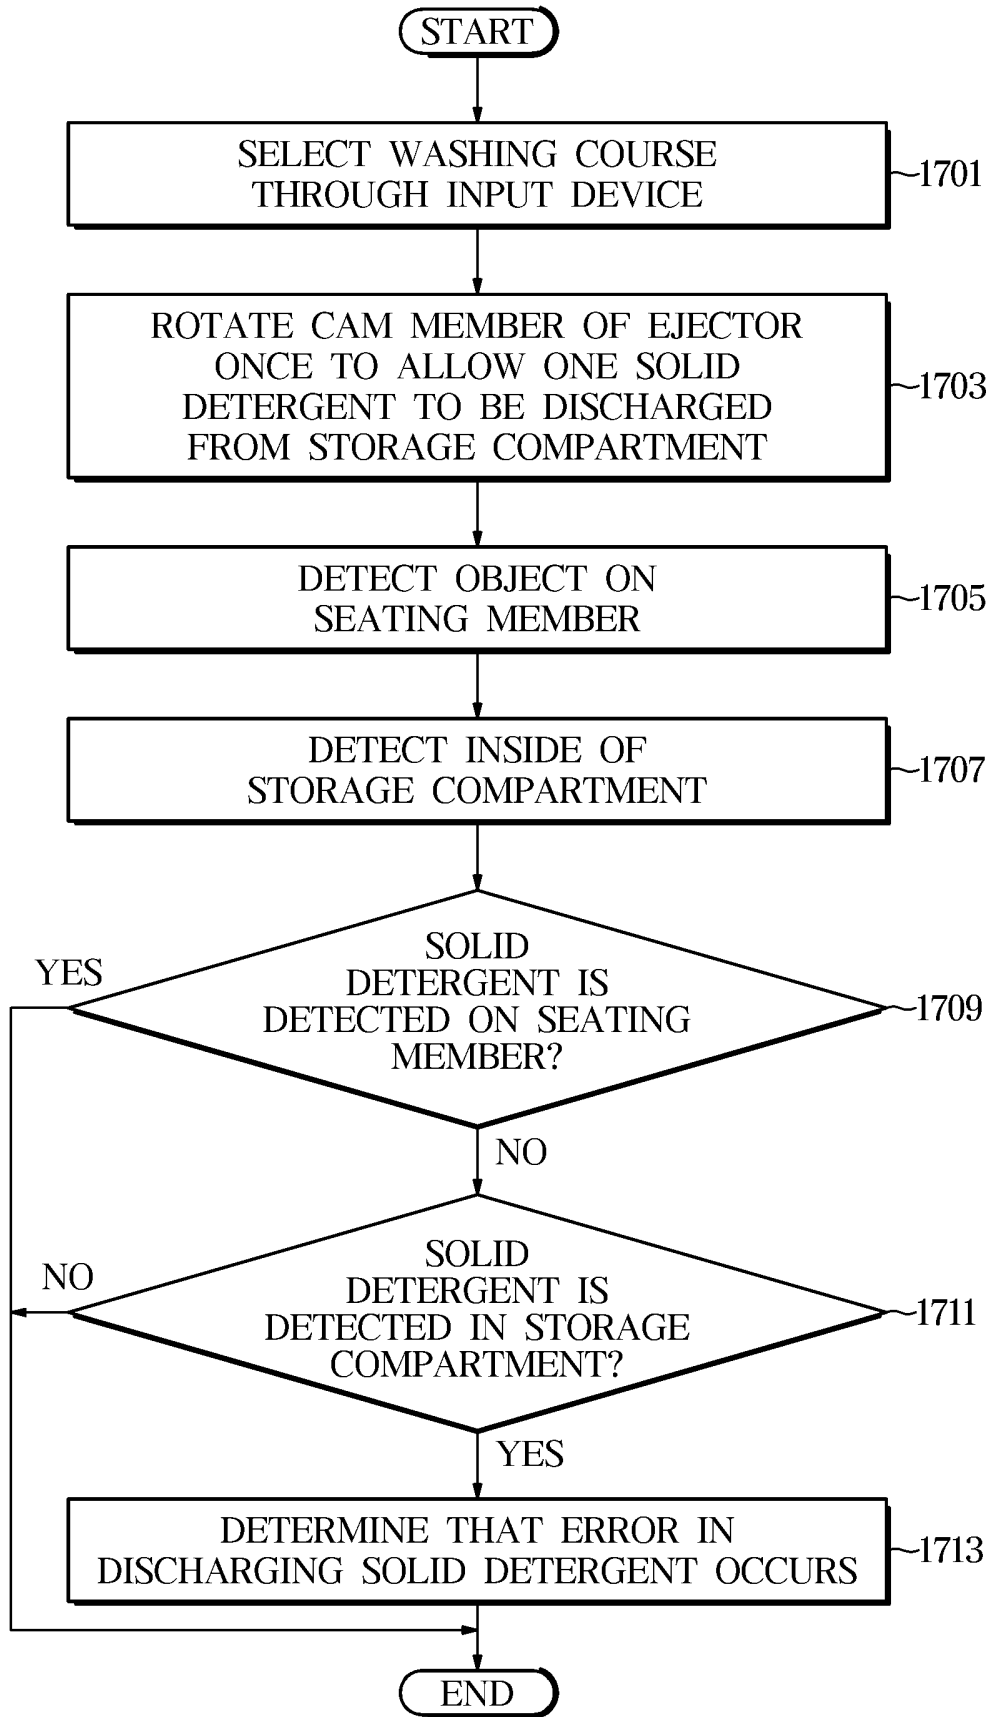 START
SELECT WASHING COURSE
THROUGH INPUT DEVICE
1701
ROTATE CAM MEMBER OF EJECTOR
ONCE TO ALLOW ONE SOLID
DETERGENT TO BE DISCHARGED
FROM STORAGE COMPARTMENT
1703
DETECT OBJECT ON
SEATING MEMBER
1705
DETECT INSIDE OF
STORAGE COMPARTMENT
1707
SOLID
DETERGENT IS
DETECTED ON SEATING
MEMBER?
YES
1709
NO
SOLID
DETERGENT IS
DETECTED IN STORAGE
COMPARTMENT?
NO
1711
YES
DETERMINE THAT ERROR IN
DISCHARGING SOLID DETERGENT OCCURS
1713
END